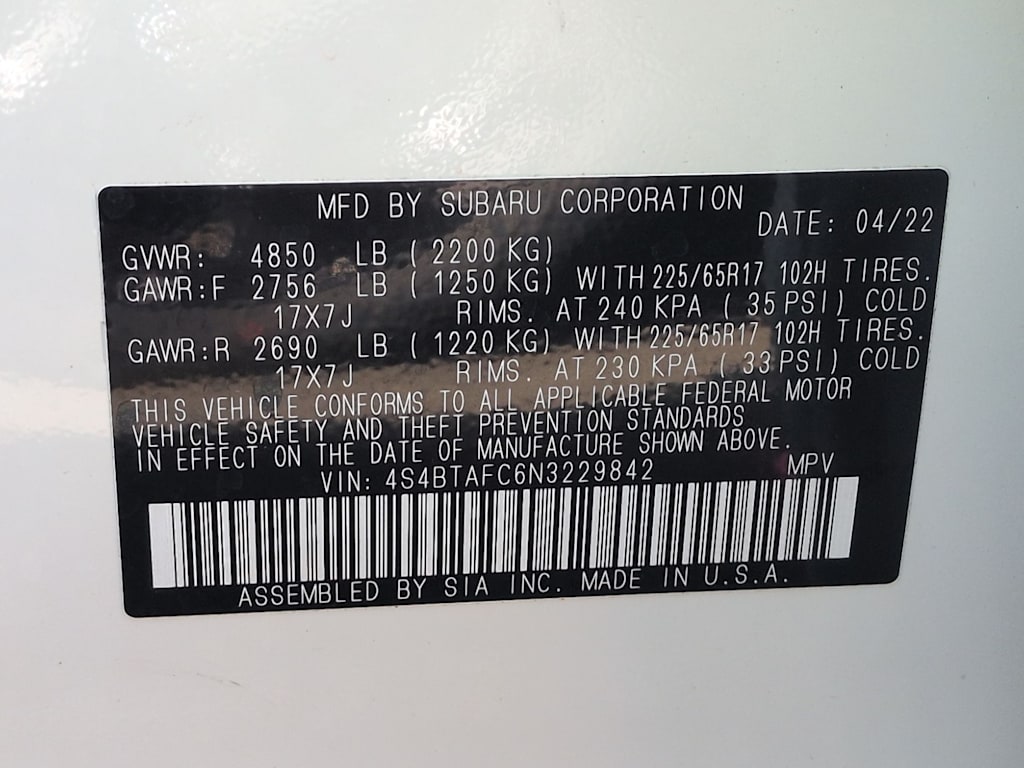 MFD BY SUBARU CORPORATION
DATE: 04/22
GVWR: 4850 LB (2200 KG)
GAWR:F 2756 LB (1250 KG) WITH 225/65R17 102H TIRES.
17X7J RIMS. AT 240 KPA (35 PSI) COLD
GAWR:R 2690 LB (1220 KG) WITH 225/65R17 102H TIRES.
17X7J RIMS. AT 230 KPA (33 PSI) COLD
THIS VEHICLE CONFORMS TO ALL APPLICABLE FEDERAL MOTOR
VEHICLE SAFETY AND THEFT PREVENTION STANDARDS
IN EFFECT ON THE DATE OF MANUFACTURE SHOWN ABOVE.
VIN: 4S4BTAFC6N3229842 MPV
ASSEMBLED BY SIA INC. MADE IN U.S.A.